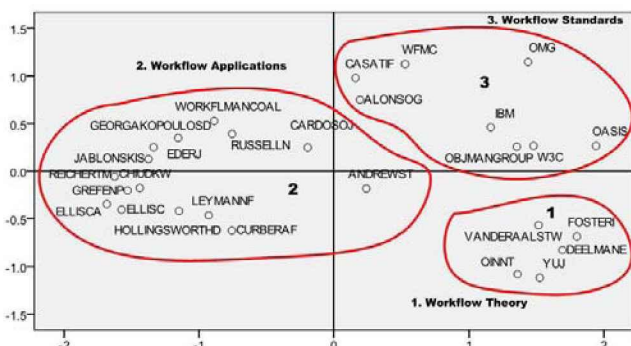 3. Workflow Standards
1.5
WFMC
OMG
CASATIF
2. Workflow Applications
1.0
3
ALONSOG
WORKFLMANCOAL
IBM
GEORGAKOPOULOSD
CARDOSOJ
OASIS
0.5
RUSSELLN
EDERJ
OBJMANGROUP
W3C
JABLONSKIS
0.0
REICHERTM
CHIUDKW
ANDREWST
GREFENP
2
LEYMANNF
ELLISCA
ELLISC
1
-0.5
FOSTERI
HOLLINGSWORTHD
CURBERAF
VANDERAALSTW
DEELMANE
-1.0
OINNT
YUJ
1. Workflow Theory
-1.5
-2
-1
0
1
2